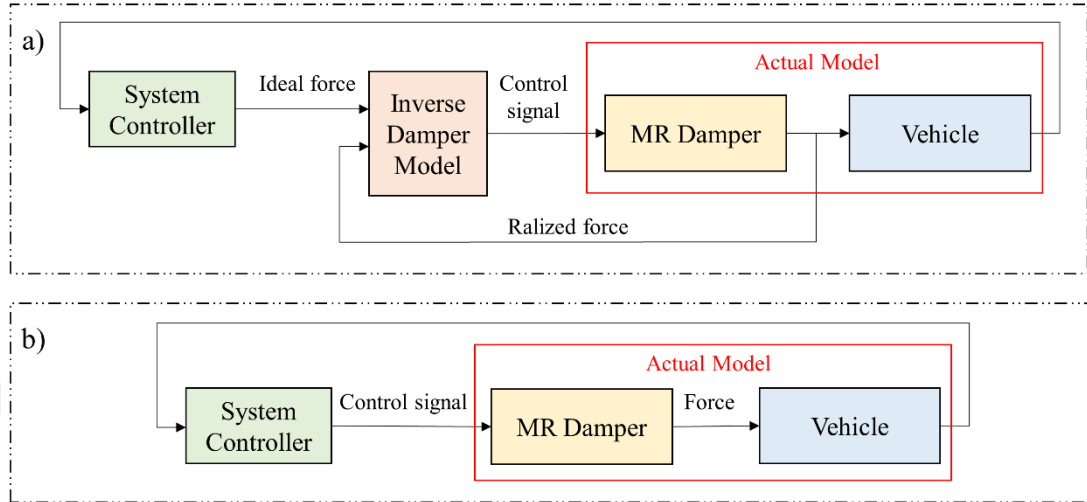 a)
Actual Model
System
Controller
Ideal force
Inverse
Damper
Model
Control
signal
MR Damper
Vehicle
Ralized force
b)
Actual Model
System
Controller
Control signal
MR Damper
Force
Vehicle